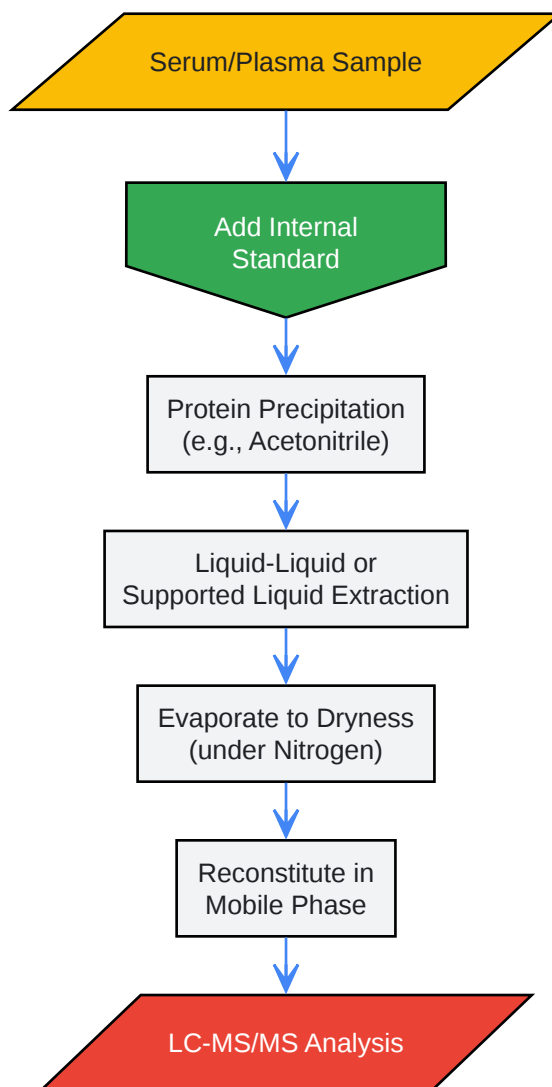 Serum/Plasma Sample
Add Internal
Standard
Protein Precipitation
(e.g., Acetonitrile)
Liquid-Liquid or
Supported Liquid Extraction
Evaporate to Dryness
(under Nitrogen)
Reconstitute in
Mobile Phase
LC-MS/MS Analysis